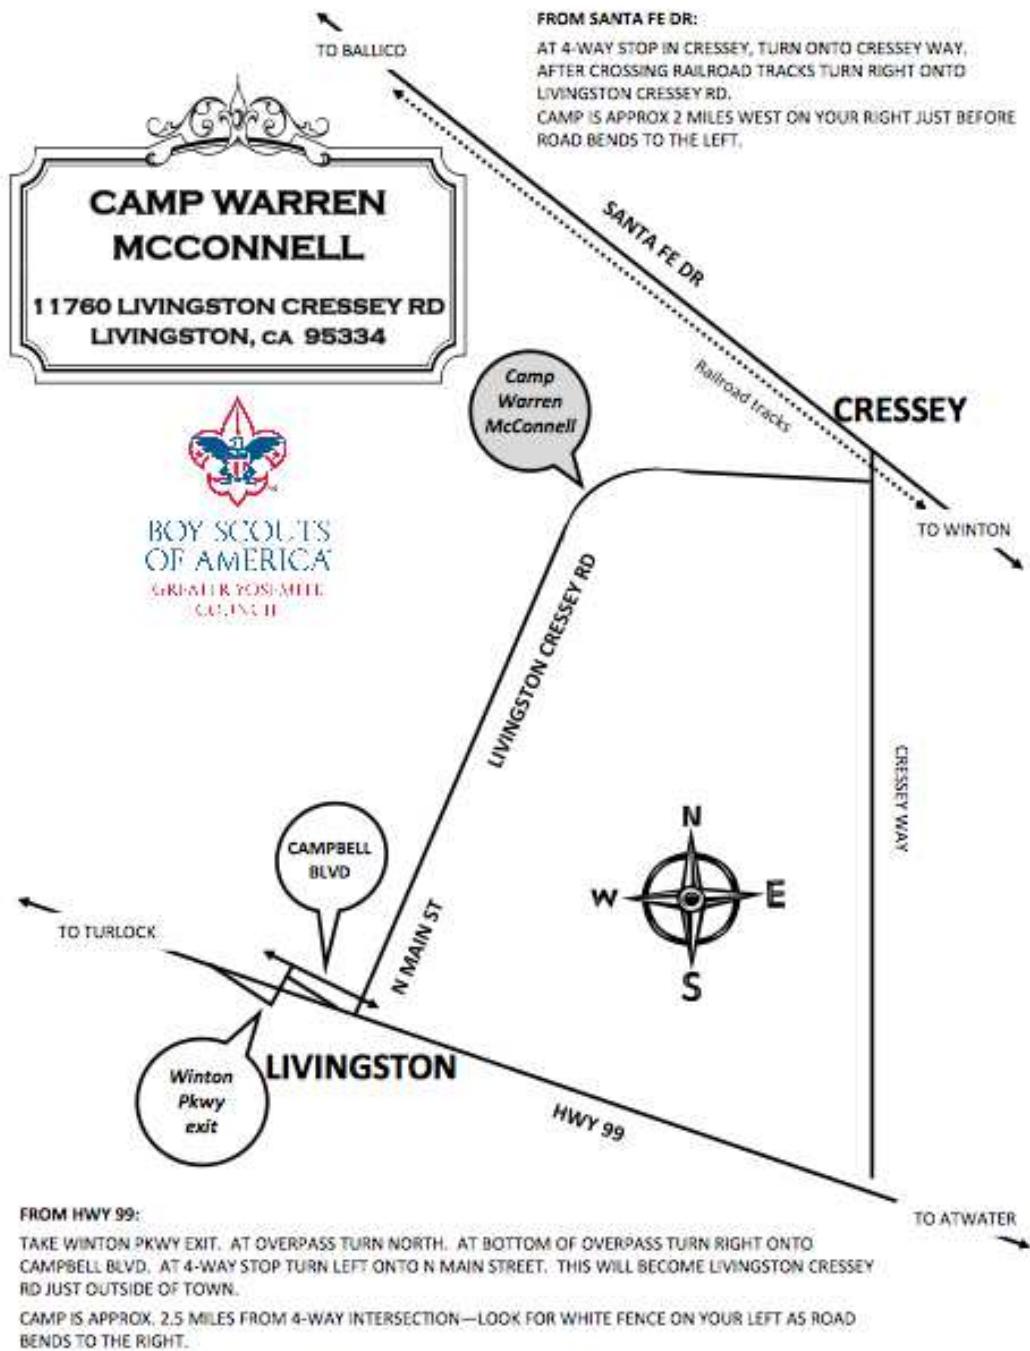 TO BALLICO
FROM SANTA FE DR:
AT 4-WAY STOP IN CRESSEY, TURN ONTO CRESSEY WAY.
AFTER CROSSING RAILROAD TRACKS TURN RIGHT ONTO
LIVINGSTON CRESSEY RD.
CAMP IS APPROX 2 MILES WEST ON YOUR RIGHT JUST BEFORE
ROAD BENDS TO THE LEFT.
CAMP WARREN
MCCONNELL
11760 LIVINGSTON CRESSEY RD
LIVINGSTON, CA 95334
SANTA FE DR
Railroad tracks
CRESSEY
Camp
Warren
McConnell
BOY SCOUTS
OF AMERICA
GREATER YOSEMITE
COUNCIL
TO WINTON
LIVINGSTON CRESSEY RD
CRESSEY WAY
N
W
E
S
CAMPBELL
BLVD
TO TURLOCK
N MAIN ST
LIVINGSTON
Winton
Pkwy
exit
HWY 99
TO ATWATER
FROM HWY 99:
TAKE WINTON PKWY EXIT. AT OVERPASS TURN NORTH. AT BOTTOM OF OVERPASS TURN RIGHT ONTO
CAMPBELL BLVD. AT 4-WAY STOP TURN LEFT ONTO N MAIN STREET. THIS WILL BECOME LIVINGSTON CRESSEY
RD JUST OUTSIDE OF TOWN.
CAMP IS APPROX. 2.5 MILES FROM 4-WAY INTERSECTION—LOOK FOR WHITE FENCE ON YOUR LEFT AS ROAD
BENDS TO THE RIGHT.